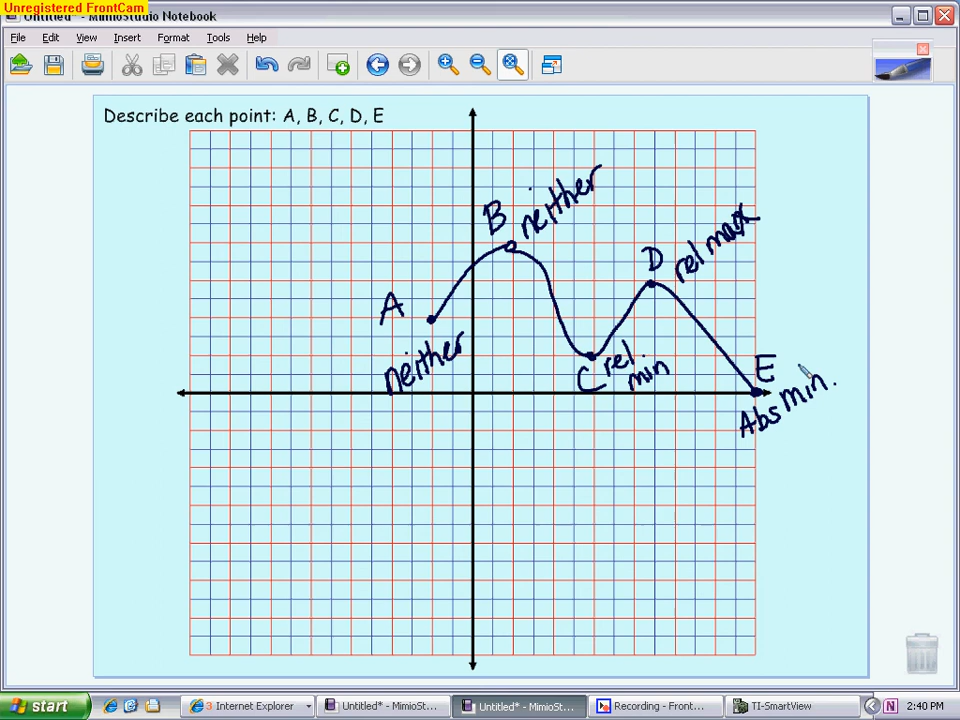 Unregistered FrontCam
Untitled* - MimioStudio Notebook
File Edit View Insert Format Tools Help
Describe each point: A, B, C, D, E
B neither
D rel max
A
neither
C rel min
E
Abs min.
start
3 Internet Explorer
Untitled* - MimioSt...
Untitled* - MimioSt...
Recording - Front...
TI-SmartView
N
2:40 PM